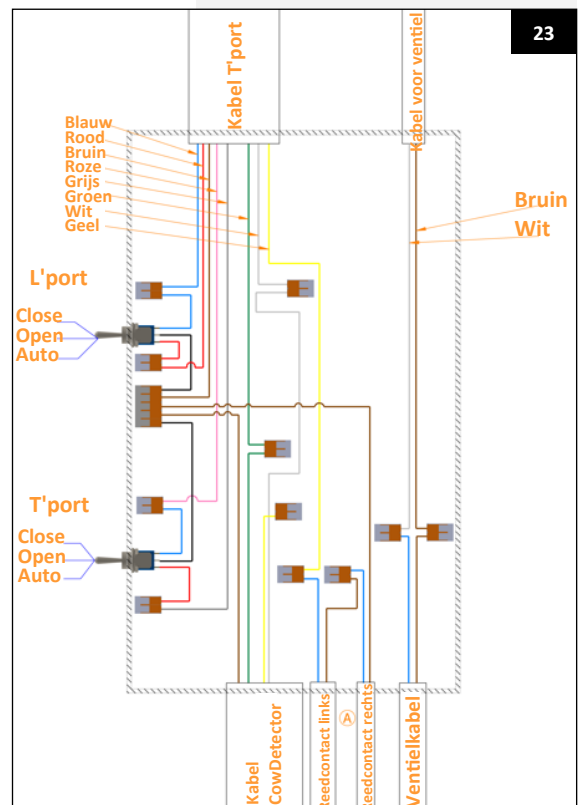 23
Kabel T'port
Kabel voor ventiel
Blauw
Rood
Bruin
Roze
Grijs
Groen
Wit
Geel
Bruin
Wit
L'port
Close
Open
Auto
T'port
Close
Open
Auto
Kabel
CowDetector
Reedcontact links
A
Reedcontact rechts
Ventielkabel